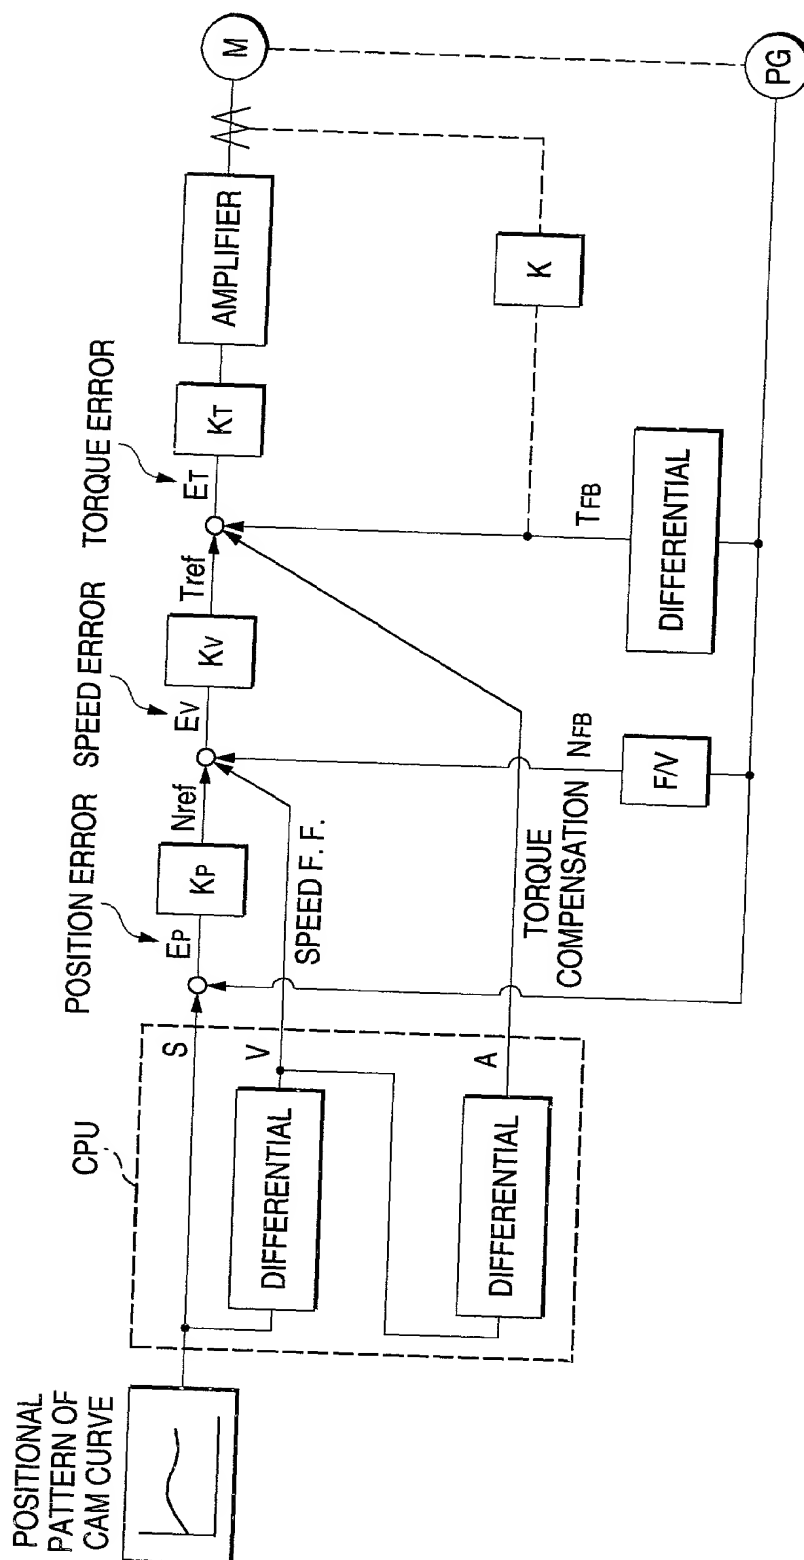 POSITIONAL
PATTERN OF
CAM CURVE
CPU
S
DIFFERENTIAL
V
DIFFERENTIAL
A
POSITION ERROR
EP
KP
Nref
SPEED F. F.
TORQUE
COMPENSATION
SPEED ERROR
EV
KV
Tref
NFB
F/V
TORQUE ERROR
ET
KT
TFB
DIFFERENTIAL
AMPLIFIER
K
M
PG